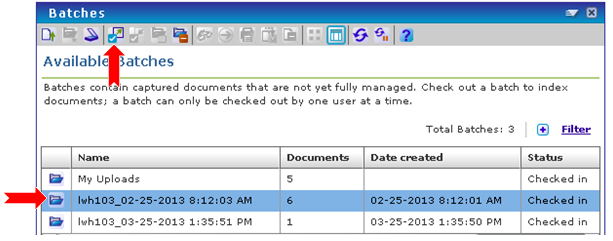 Batches
Available Batches
Batches contain captured documents that are not yet fully managed. Check out a batch to index
documents; a batch can only be checked out by one user at a time.
Total Batches: 3 Filter
Name Documents Date created Status
My Uploads 5 Checked in
lwh103_02-25-2013 8:12:03 AM 6 02-25-2013 8:12:01 AM Checked in
lwh103_03-25-2013 1:35:51 PM 1 03-25-2013 1:35:50 PM Checked in